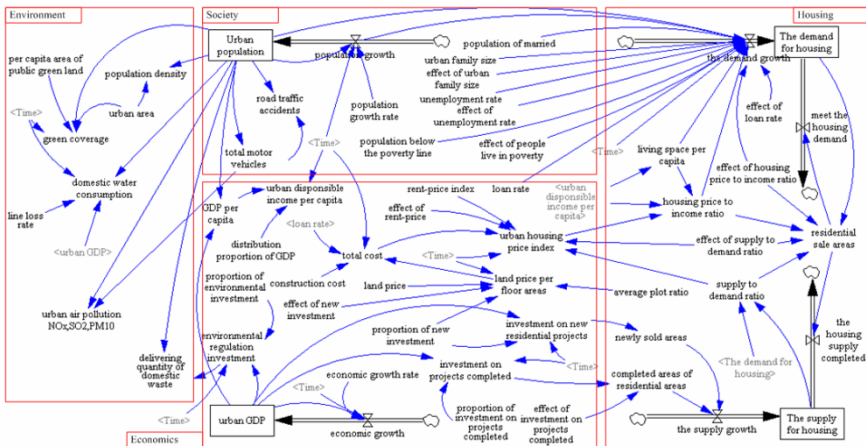 Environment
Society
Housing
Urban
population
population growth
population of married
the demand growth
The demand
for housing
per capita area of
public green land
population density
urban family size
effect of urban
family size
<Time>
urban area
road traffic
accidents
population
growth rate
unemployment rate
effect of
unemployment rate
effect of
loan rate
meet the
housing
demand
green coverage
<Time>
total motor
vehicles
population below
the poverty line
effect of people
live in poverty
living space per
capita
<Time>
effect of housing
price to income ratio
domestic water
consumption
urban disponible
income per capita
rent-price index
loan rate
<urban
disponible
income per
capita>
GDP per
capita
effect of
rent-price
housing price to
income ratio
line loss
rate
<loan rate>
urban housing
price index
residential
sale areas
<urban GDP>
distribution
proportion of GDP
total cost
<Time>
effect of supply to
demand ratio
proportion of
environmental
investment
construction cost
land price
land price per
floor areas
average plot ratio
supply to
demand ratio
effect of new
investment
urban air pollution
NOx,SO2,PM10
environmental
regulation
investment
proportion of new
investment
investment on new
residential projects
newly sold areas
the
housing
supply
completed
delivering
quantity of
domestic
waste
investment on
projects completed
<Time>
<The demand for
housing>
<Time>
economic growth rate
completed areas of
residential areas
<Time>
urban GDP
economic growth
proportion of
investment on
projects
completed
effect of
investment on
projects
completed
the supply growth
The supply
for housing
Economics